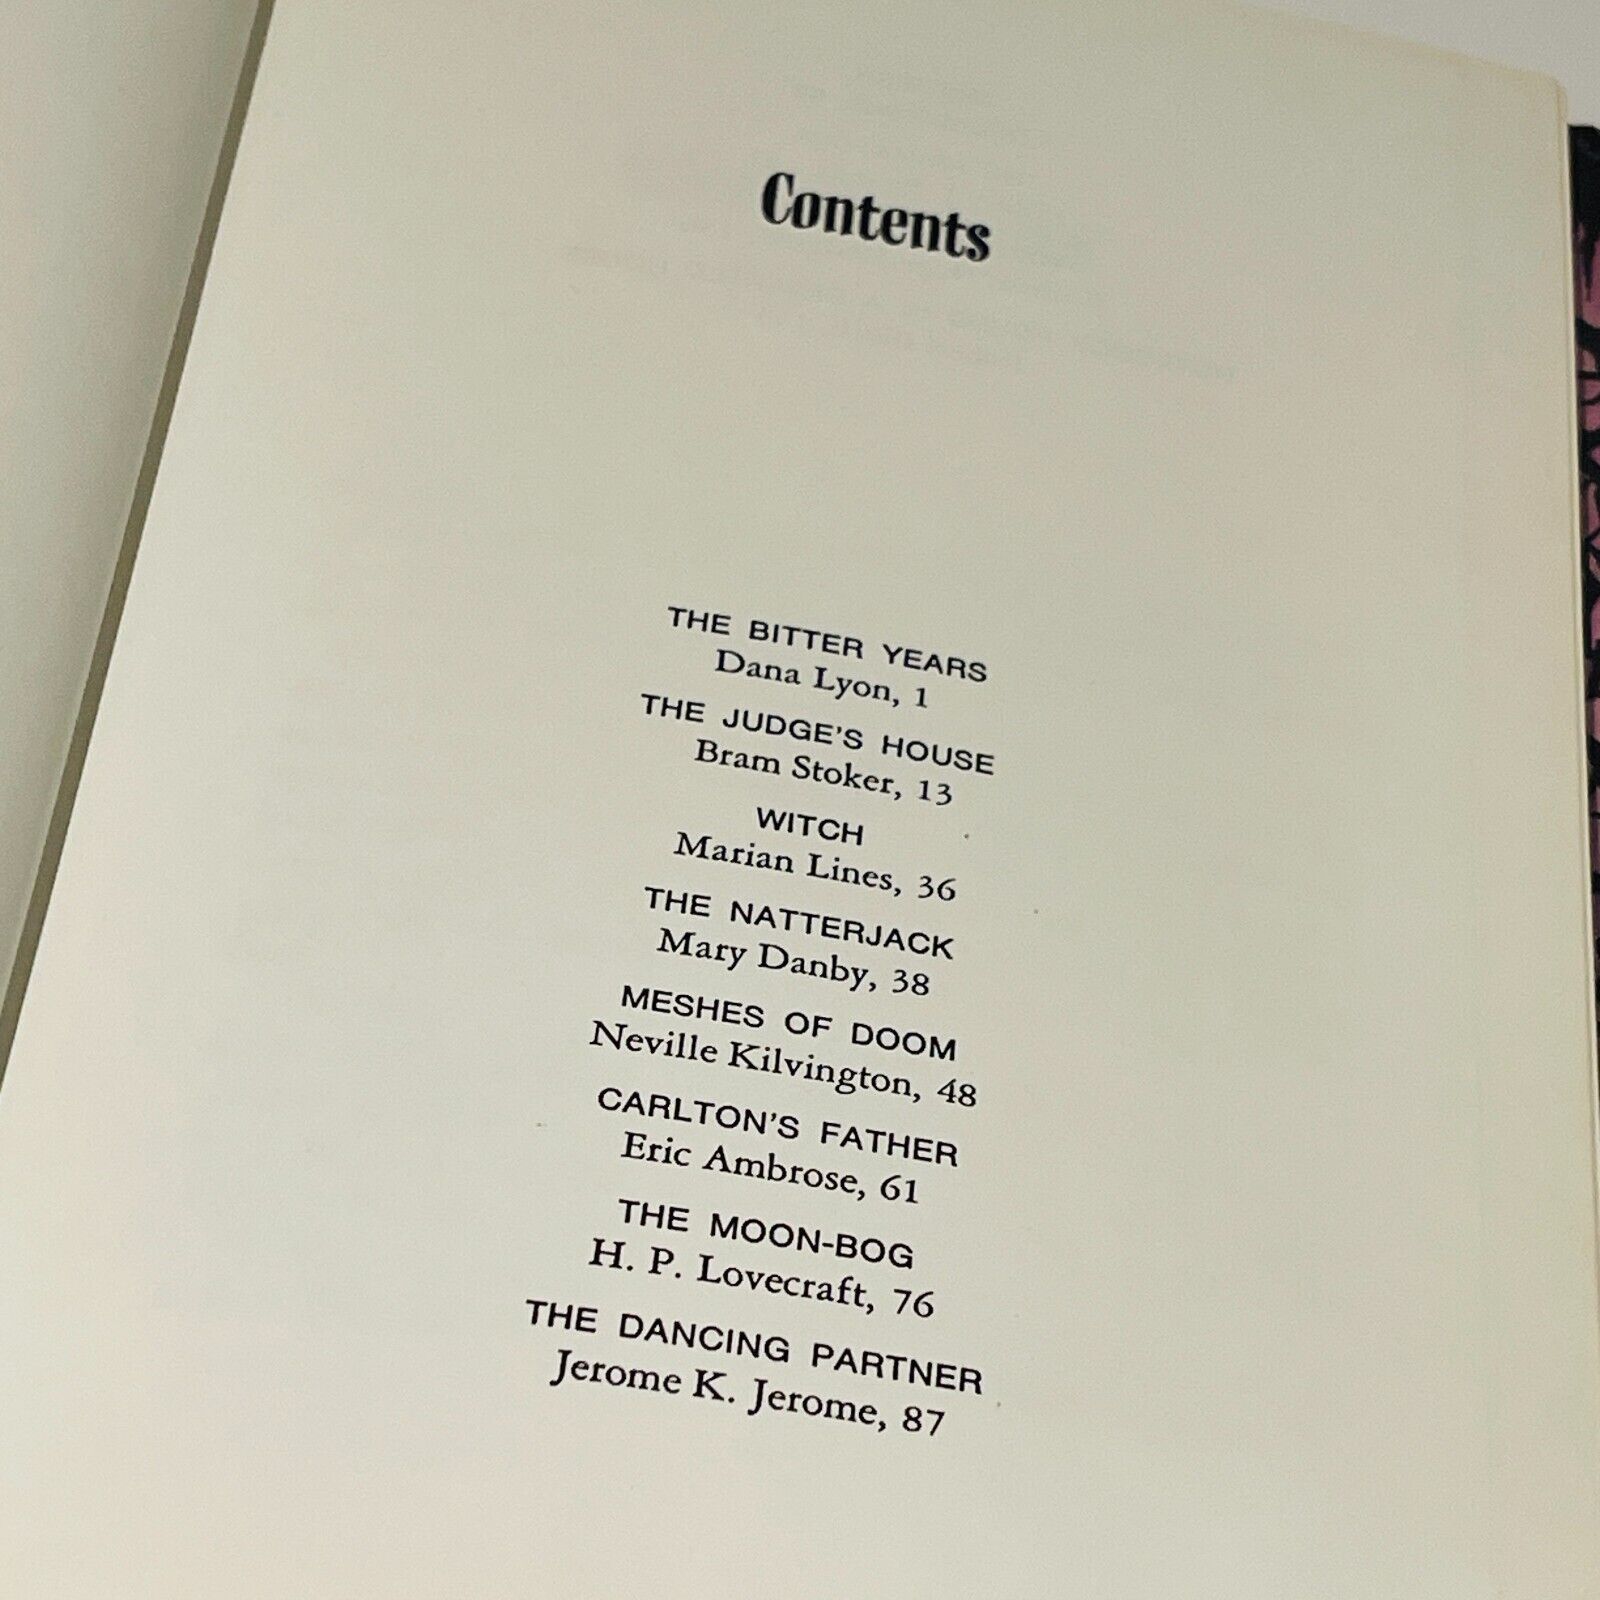 Contents
THE BITTER YEARS
Dana Lyon, 1
THE JUDGE'S HOUSE
Bram Stoker, 13
WITCH
Marian Lines, 36
THE NATTERJACK
Mary Danby, 38
MESHES OF DOOM
Neville Kilvington, 48
CARLTON'S FATHER
Eric Ambrose, 61
THE MOON-BOG
H. P. Lovecraft, 76
THE DANCING PARTNER
Jerome K. Jerome, 87